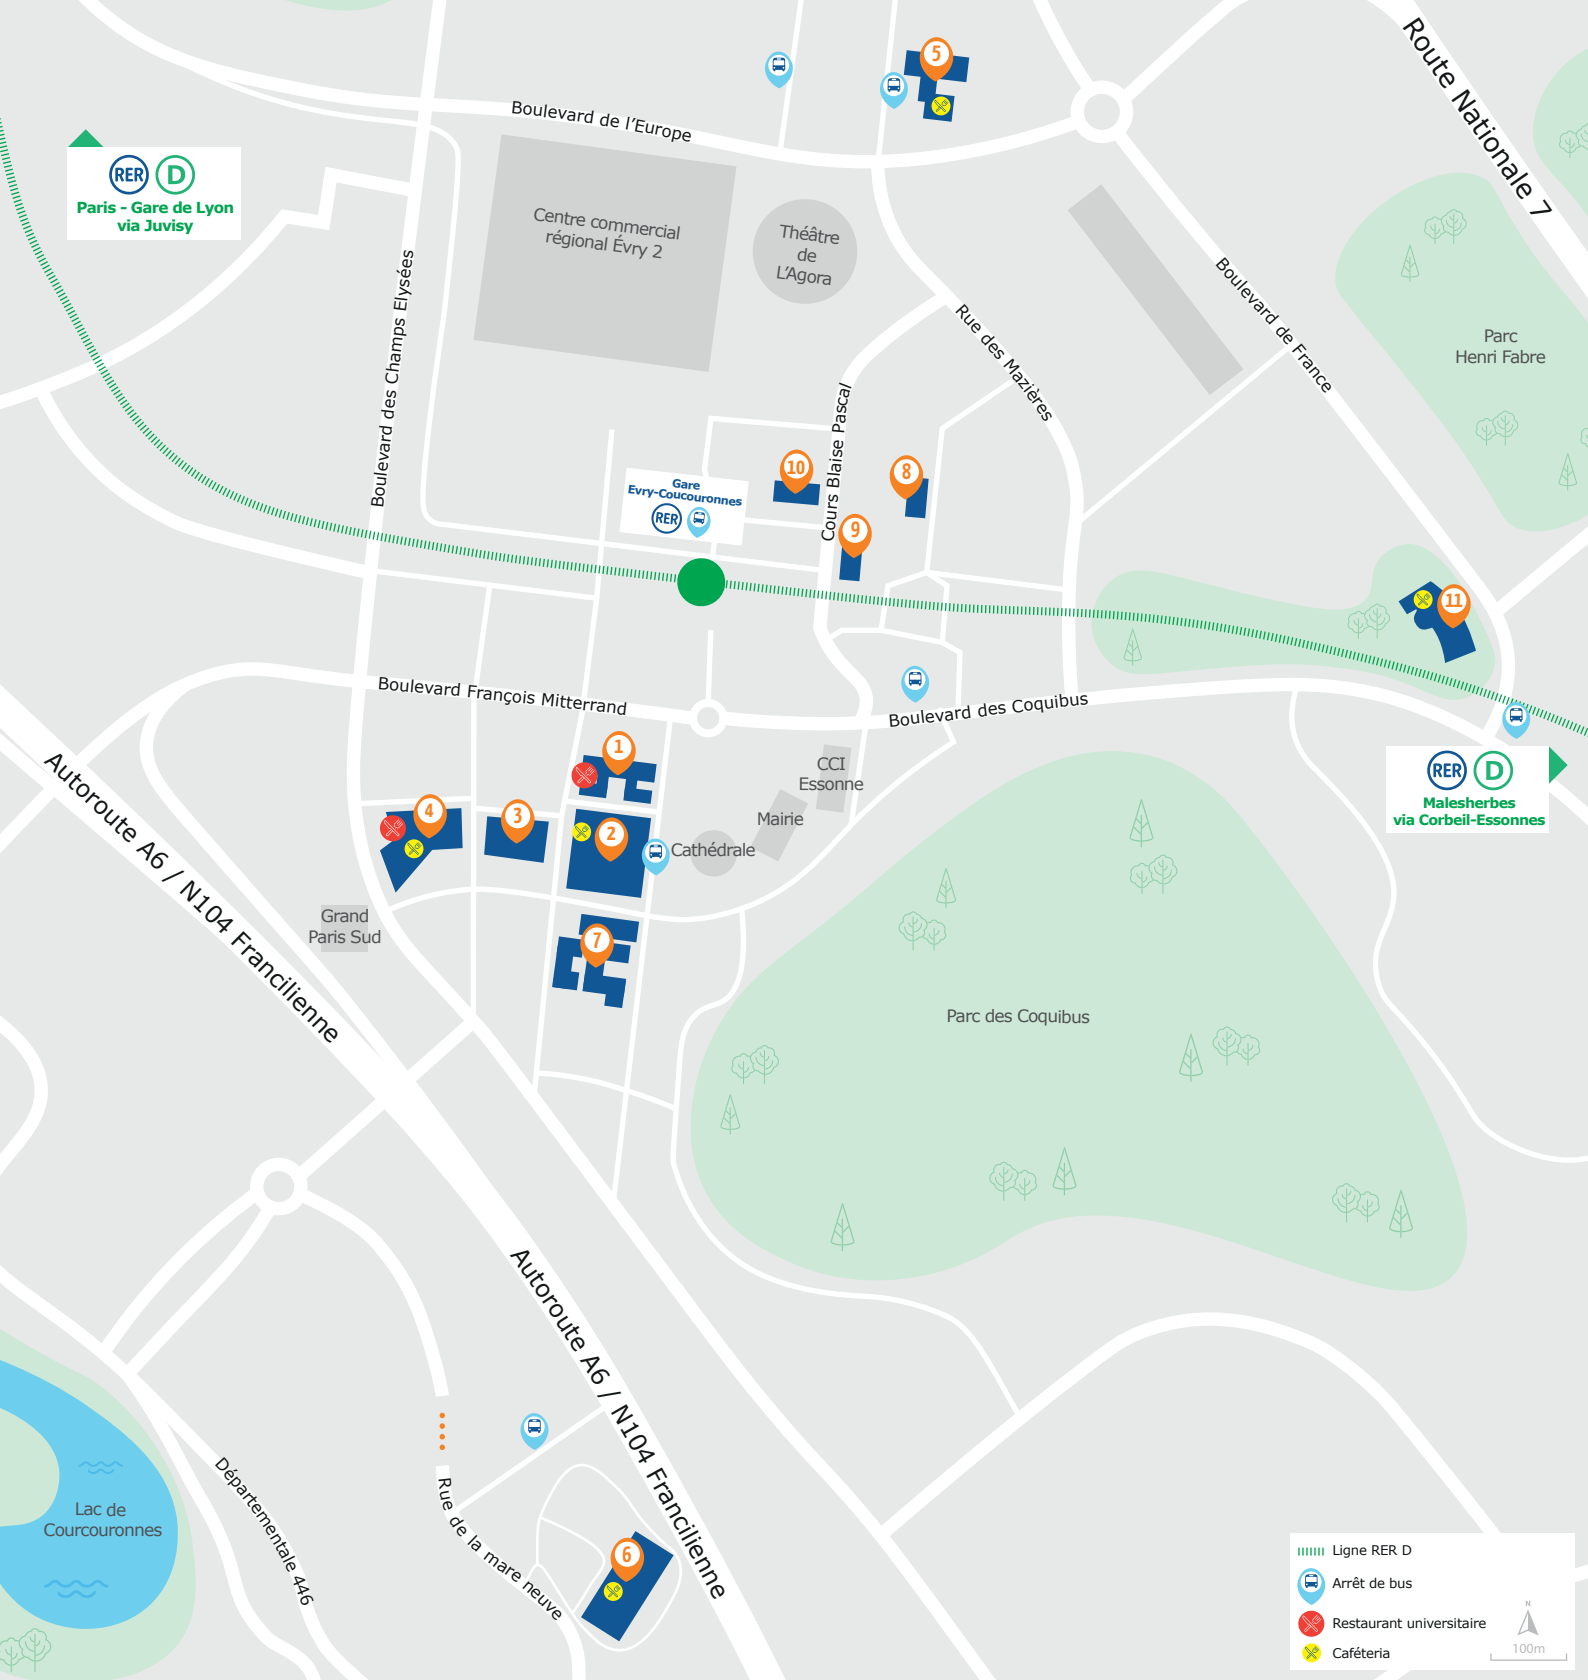 Route Nationale 7
5
Boulevard de l'Europe
RER D
Paris - Gare de Lyon
via Juvisy
Centre commercial
régional Évry 2
Théâtre
de
L'Agora
Boulevard des Champs Elysées
Boulevard de France
Rue des Mazières
Parc
Henri Fabre
Cours Blaise Pascal
10
8
Gare
Evry-Coucouronnes
RER
9
11
Boulevard François Mitterrand
Boulevard des Coquibus
1
CCI
Essonne
RER D
Malesherbes
via Corbeil-Essonnes
4
3
2
Mairie
Cathédrale
Autoroute A6 / N104 Francilienne
Grand
Paris Sud
7
Parc des Coquibus
Autoroute A6 / N104 Francilienne
Lac de
Courcouronnes
Départementale 446
Rue de la mare neuve
6
Ligne RER D
Arrêt de bus
Restaurant universitaire
Caféteria
N
100m